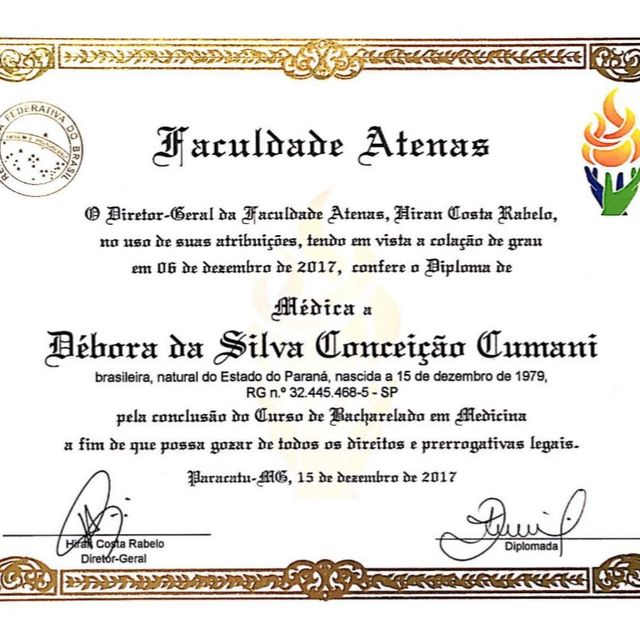 A FEDERATIVA DO BRASIL
Faculdade Atenas
O Diretor-Geral da Faculdade Atenas, Hiran Costa Rabelo,
no uso de suas atribuições, tendo em vista a colação de grau
em 06 de dezembro de 2017, confere o Diploma de
Médica a
Débora da Silva Conceição Cumani
brasileira, natural do Estado do Paraná, nascida a 15 de dezembro de 1979,
RG n.º 32.445.468-5 - SP
pela conclusão do Curso de Bacharelado em Medicina
a fim de que possa gozar de todos os direitos e prerrogativas legais.
Paracatu-MG, 15 de dezembro de 2017
Hiran Costa Rabelo
Diretor-Geral
Diplomada